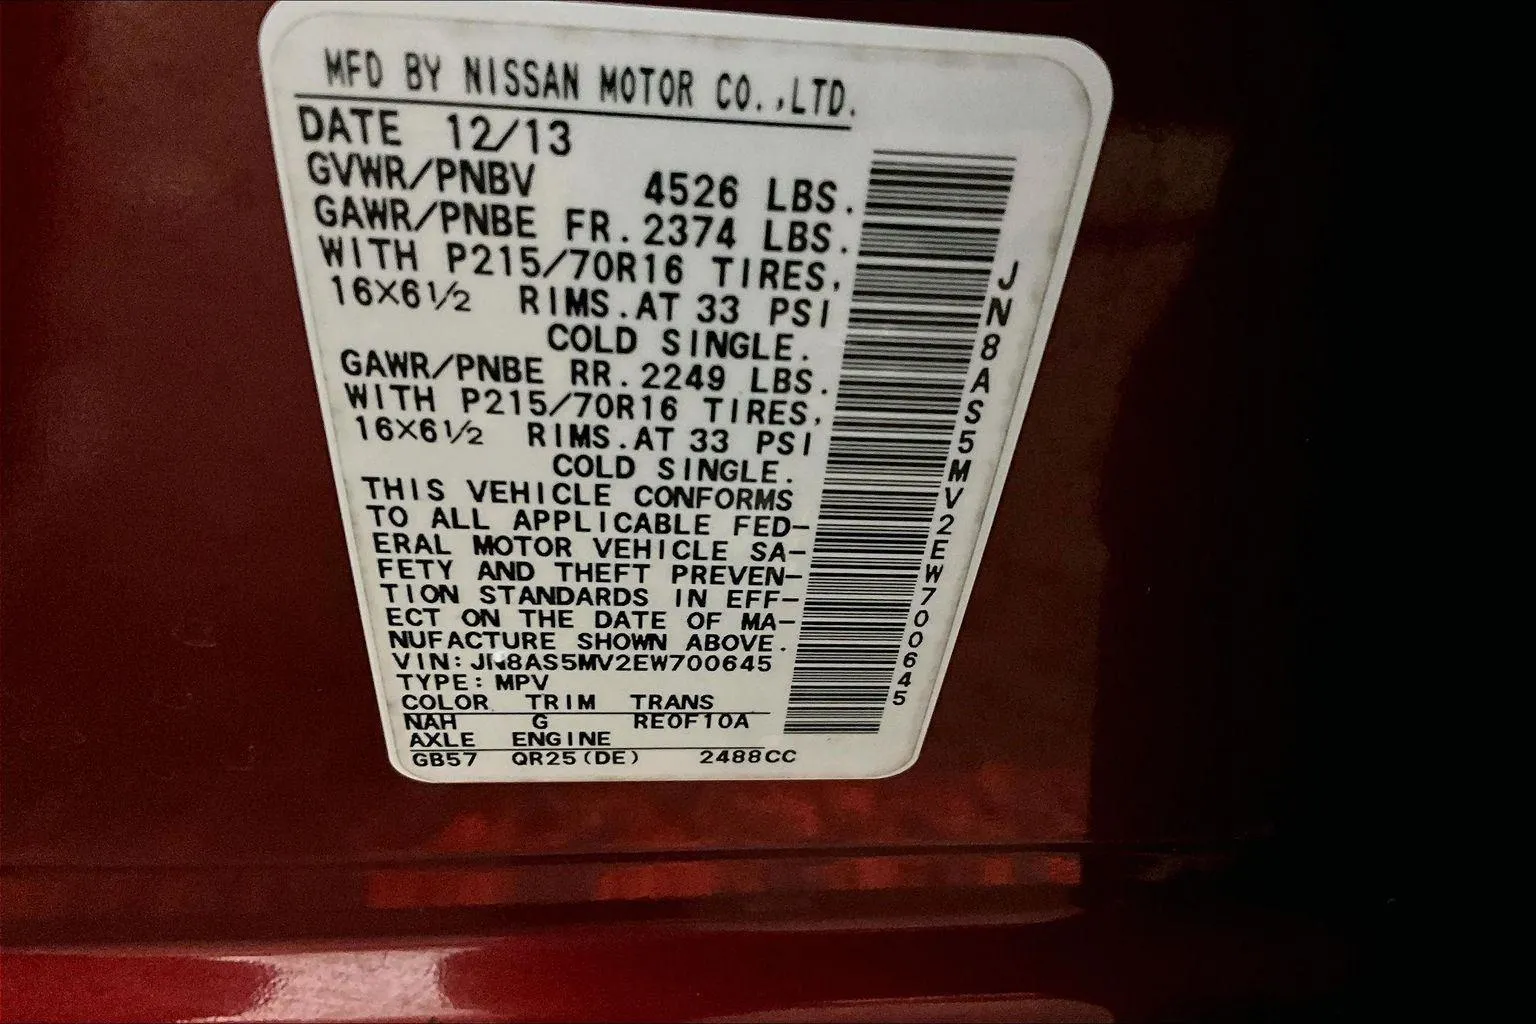 MFD BY NISSAN MOTOR CO.,LTD.
DATE 12/13
GVWR/PNBV 4526 LBS.
GAWR/PNBE FR.2374 LBS.
WITH P215/70R16 TIRES,
16X6½ RIMS.AT 33 PSI
COLD SINGLE.
GAWR/PNBE RR.2249 LBS.
WITH P215/70R16 TIRES,
16X6½ RIMS.AT 33 PSI
COLD SINGLE.
THIS VEHICLE CONFORMS
TO ALL APPLICABLE FED-
ERAL MOTOR VEHICLE SA-
FETY AND THEFT PREVEN-
TION STANDARDS IN EFF-
ECT ON THE DATE OF MA-
NUFACTURE SHOWN ABOVE.
VIN:JN8AS5MV2EW700645
TYPE:MPV
COLOR TRIM TRANS
NAH G RE0F10A
AXLE ENGINE
GB57 QR25(DE) 2488CC
JN8AS5MV2EW700645